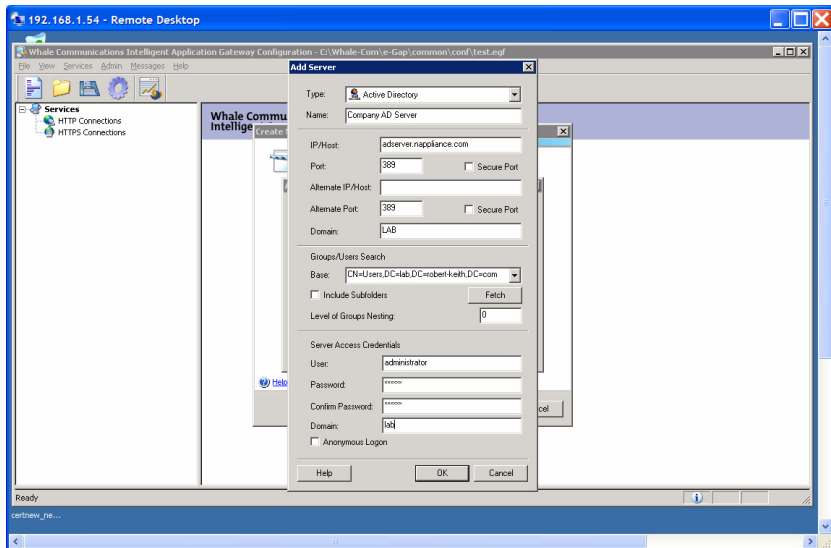 192.168.1.54 - Remote Desktop
Whale Communications Intelligent Application Gateway Configuration - C:\Whale-Com\e-Gap\common\conf\test.egf
File View Services Admin Messages Help
Services
HTTP Connections
HTTPS Connections
Whale Commu
Intellige
Create
Add Server
Type: Active Directory
Name: Company AD Server
IP/Host: adserver.nappliance.com
Port: 389 Secure Port
Alternate IP/Host:
Alternate Port: 389 Secure Port
Domain: LAB
Groups/Users Search
Base: CN=Users,DC=lab,DC=robert-keith,DC=com
Include Subfolders Fetch
Level of Groups Nesting: 0
Server Access Credentials
User: administrator
Password: *****
Confirm Password: *****
Domain: lab
Anonymous Logon
Help OK Cancel
Help
cel
Ready
certnew_ne...